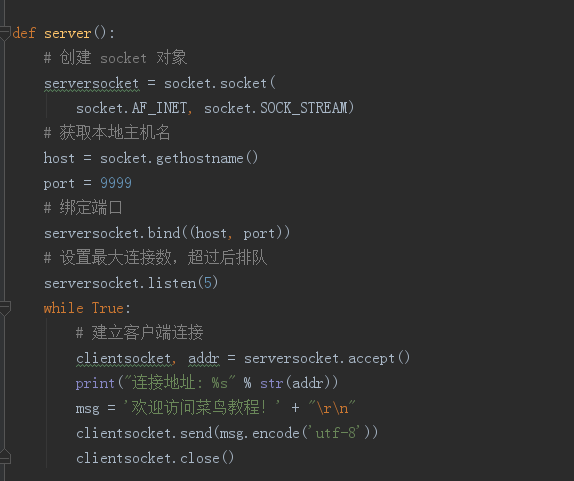 def server():
    # 创建 socket 对象
    serversocket = socket.socket(
        socket.AF_INET, socket.SOCK_STREAM)
    # 获取本地主机名
    host = socket.gethostname()
    port = 9999
    # 绑定端口
    serversocket.bind((host, port))
    # 设置最大连接数，超过后排队
    serversocket.listen(5)
    while True:
        # 建立客户端连接
        clientsocket, addr = serversocket.accept()
        print("连接地址: %s" % str(addr))
        msg = '欢迎访问菜鸟教程！' + "\r\n"
        clientsocket.send(msg.encode('utf-8'))
        clientsocket.close()